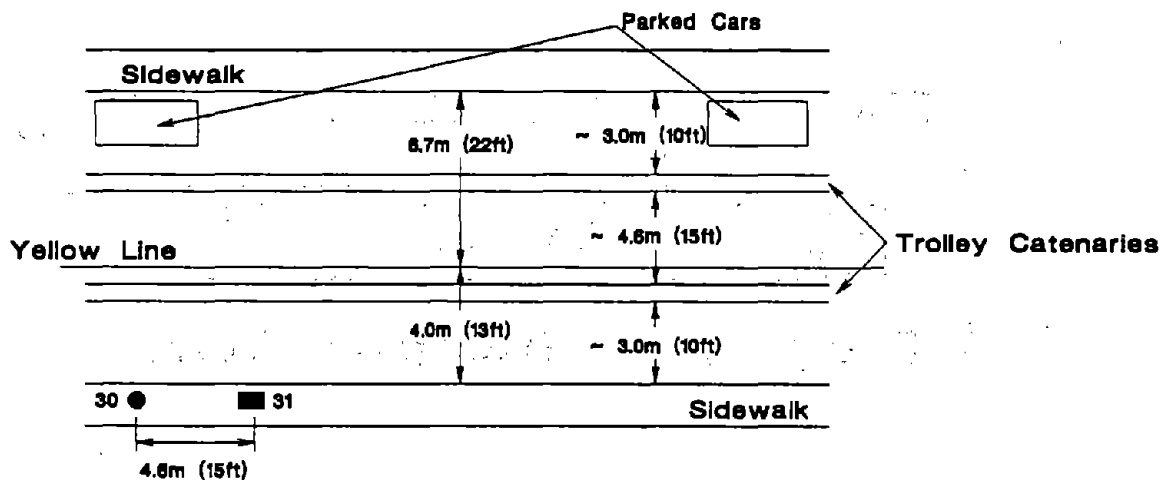 Parked Cars
Sidewalk
6.7m (22ft)
~ 3.0m (10ft)
~ 4.6m (15ft)
Yellow Line
Trolley Catenaries
4.0m (13ft)
~ 3.0m (10ft)
30
31
Sidewalk
4.6m (15ft)